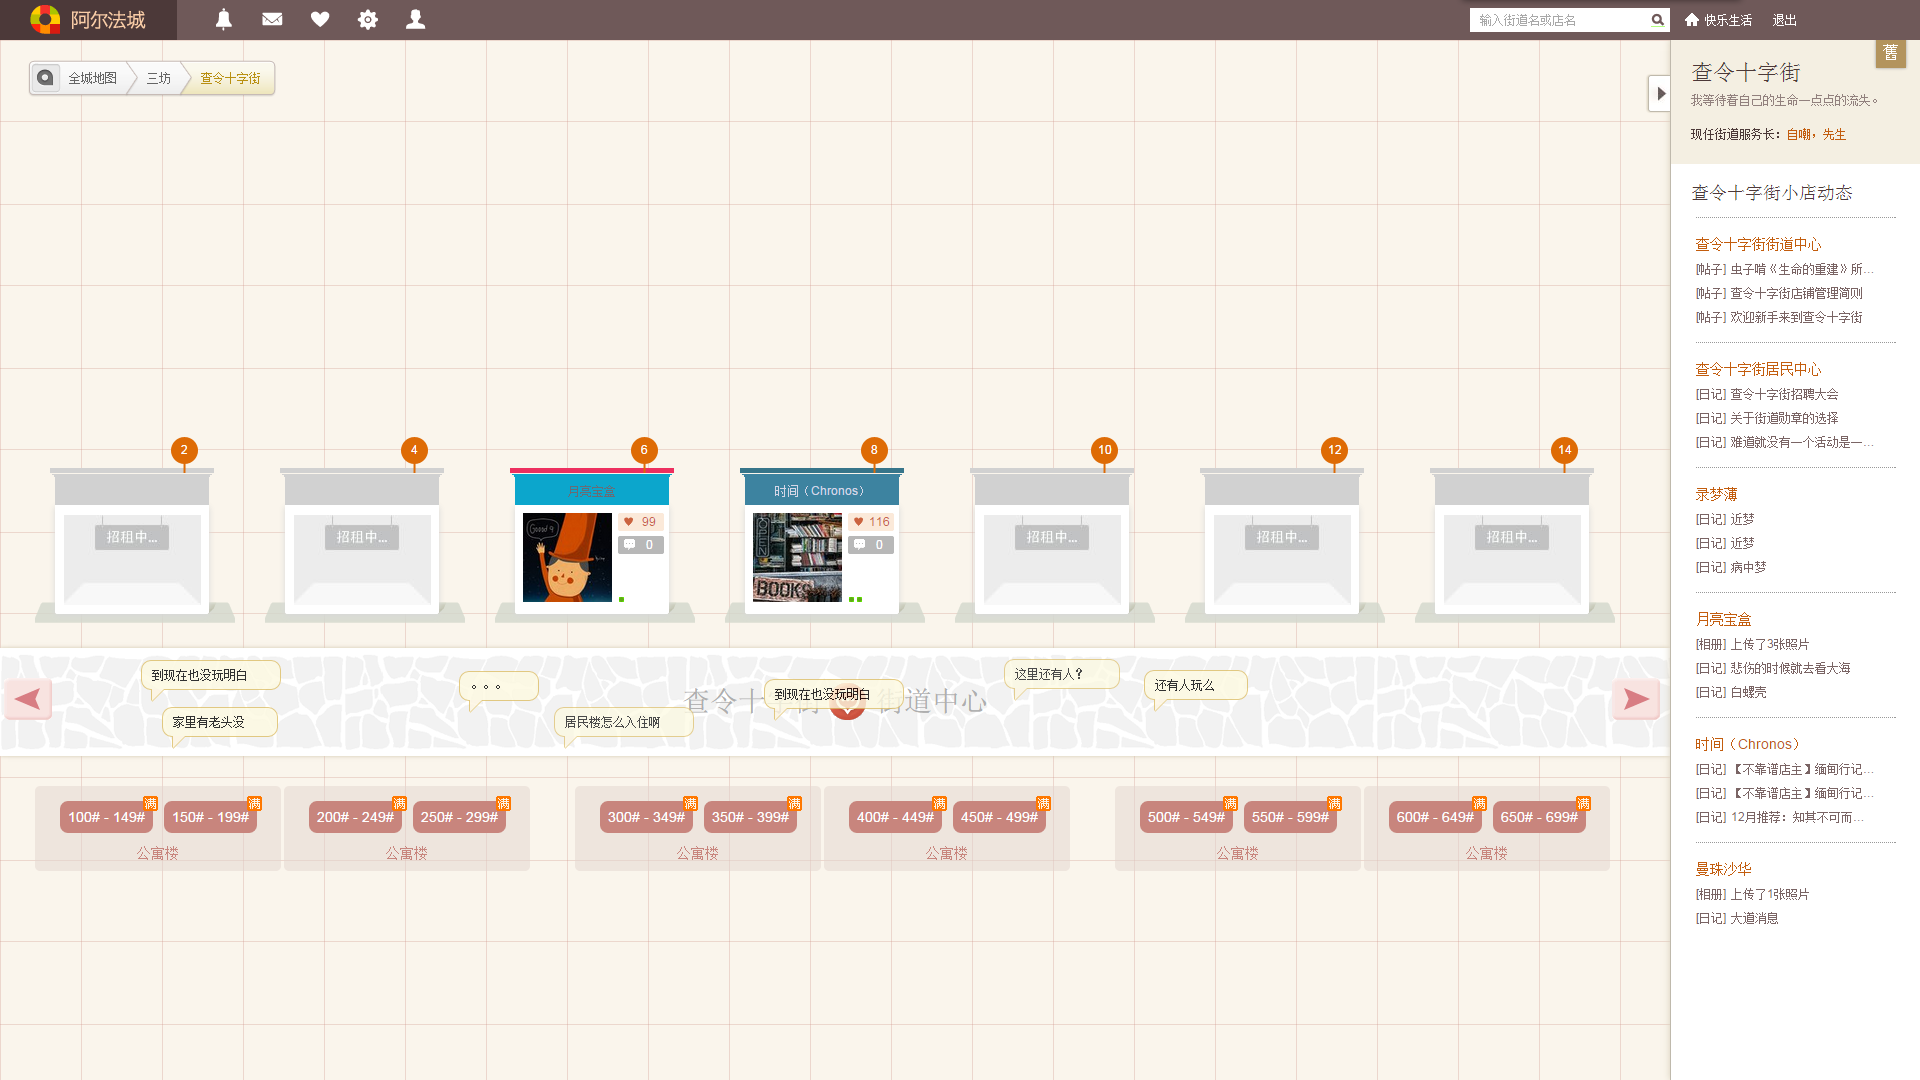 阿尔法城
输入街道名或店名
快乐生活
退出
全城地图
三坊
查令十字街
舊
查令十字街
我等待着自己的生命一点点的流失。
现任街道服务长：自嘲，先生
查令十字街小店动态
查令十字街街道中心
[帖子] 虫子啃《生命的重建》所...
[帖子] 查令十字街店铺管理简则
[帖子] 欢迎新手来到查令十字街
查令十字街居民中心
[日记] 查令十字街招聘大会
[日记] 关于街道勋章的选择
[日记] 难道就没有一个活动是一...
录梦薄
[日记] 近梦
[日记] 近梦
[日记] 病中梦
月亮宝盒
[相册] 上传了3张照片
[日记] 悲伤的时候就去看大海
[日记] 白螺壳
时间（Chronos）
[日记] 【不靠谱店主】缅甸行记...
[日记] 【不靠谱店主】缅甸行记...
[日记] 12月推荐：知其不可而...
曼珠沙华
[相册] 上传了1张照片
[日记] 大道消息
2
4
6
8
10
12
14
招租中...
招租中...
月亮宝盒
99
0
时间（Chronos）
OPEN
BOOKS
116
0
招租中...
招租中...
招租中...
到现在也没玩明白
家里有老头没
。。。
居民楼怎么入住啊
到现在也没玩明白
这里还有人？
还有人玩么
查令十字街 街道中心
100# - 149# 满
150# - 199# 满
公寓楼
200# - 249# 满
250# - 299# 满
公寓楼
300# - 349# 满
350# - 399# 满
公寓楼
400# - 449# 满
450# - 499# 满
公寓楼
500# - 549# 满
550# - 599# 满
公寓楼
600# - 649# 满
650# - 699# 满
公寓楼